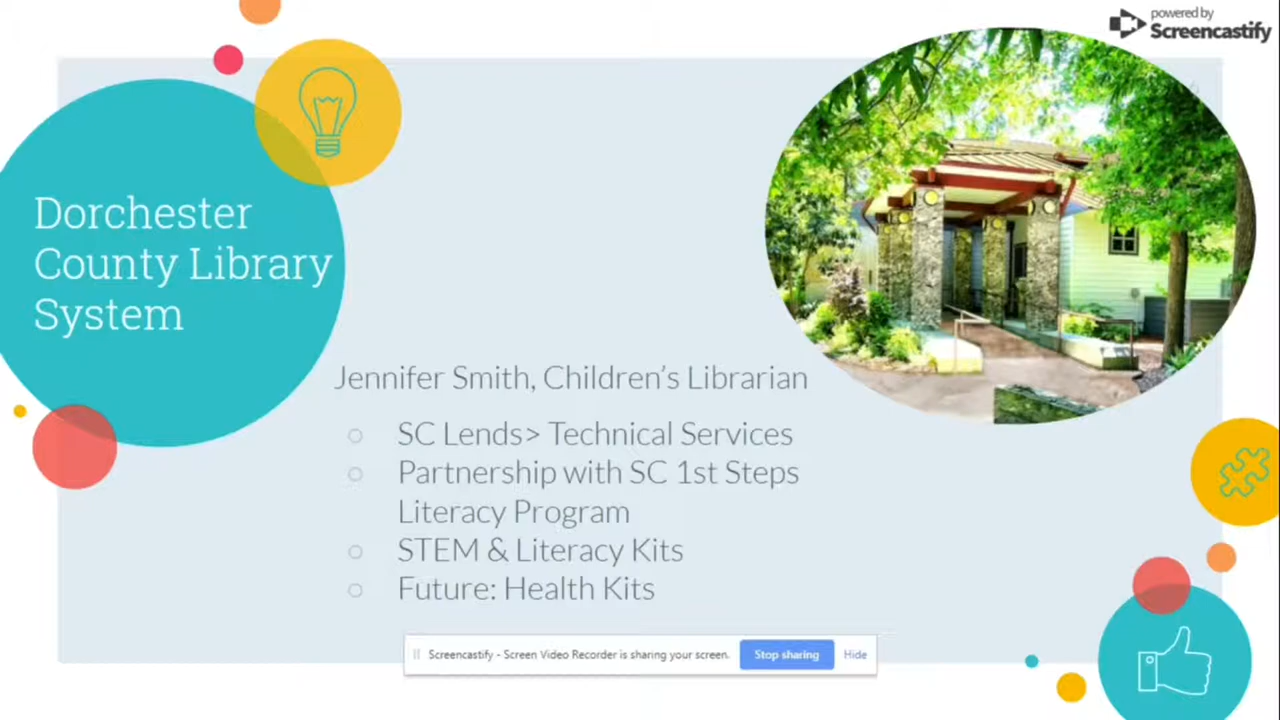 powered by
Screencastify
Dorchester
County Library
System
Jennifer Smith, Children's Librarian
SC Lends> Technical Services
Partnership with SC 1st Steps
Literacy Program
STEM & Literacy Kits
Future: Health Kits
Screencastify - Screen Video Recorder is sharing your screen. Stop sharing Hide